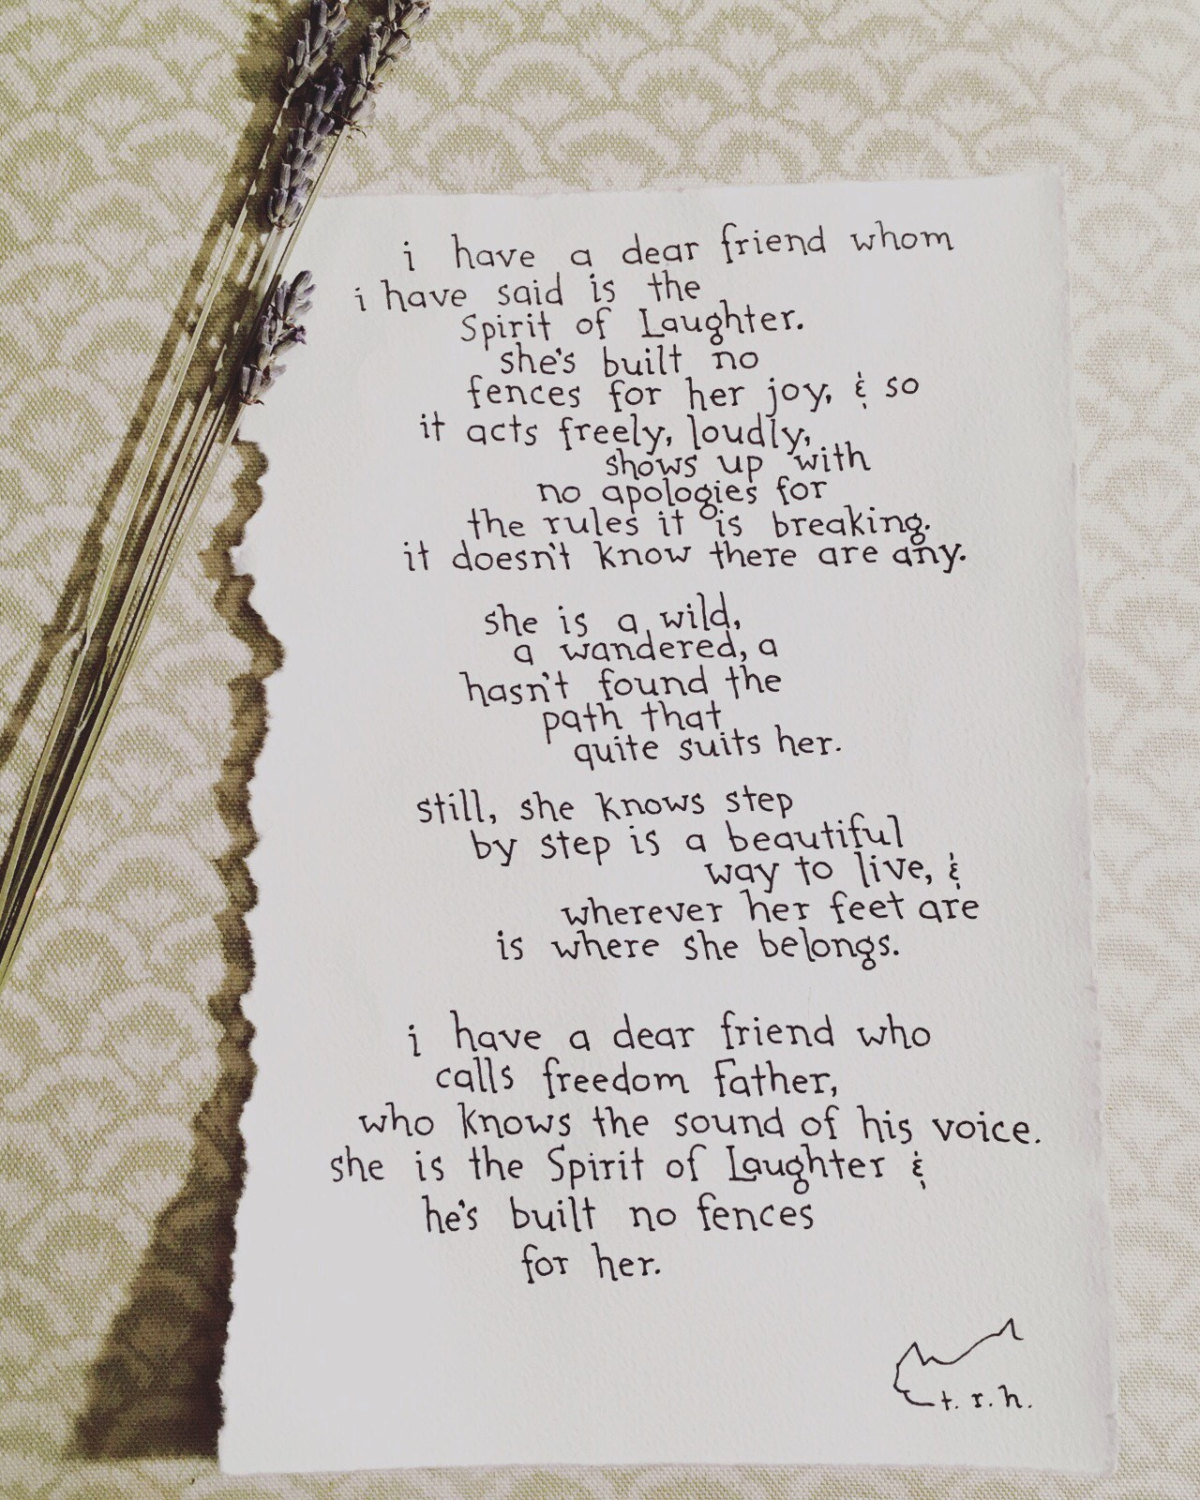 i have a dear friend whom
i have said is the
Spirit of Laughter.
she's built no
fences for her joy, & so
it acts freely, loudly,
shows up with
no apologies for
the rules it is breaking.
it doesn't know there are any.
she is a wild,
a wandered, a
hasn't found the
path that
quite suits her.
still, she knows step
by step is a beautiful
way to live, &
wherever her feet are
is where she belongs.
i have a dear friend who
calls freedom father,
who knows the sound of his voice.
she is the Spirit of Laughter &
he's built no fences
for her.
t. r. h.